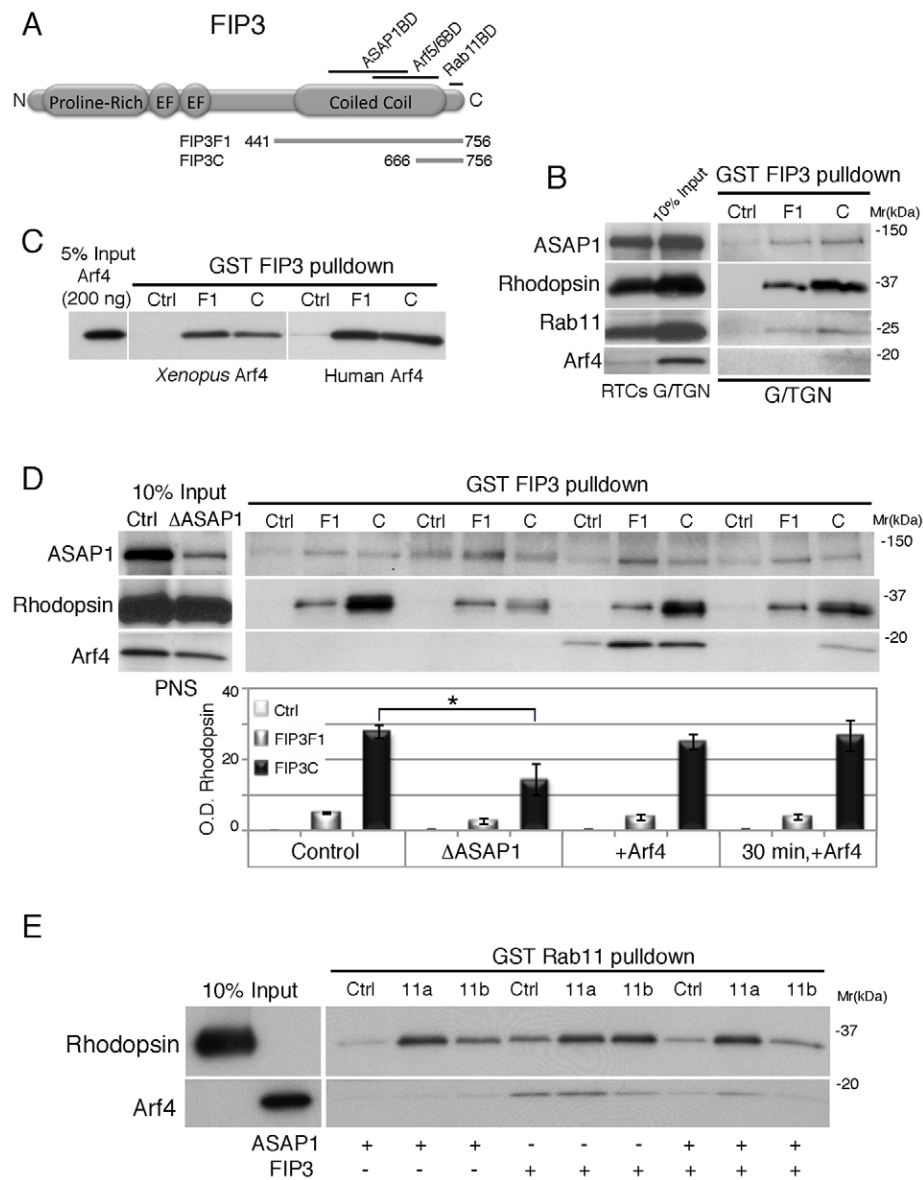 A
FIP3
ASAP1BD
Arf5/6BD
Rab11BD
N
Proline-Rich
EF
EF
Coiled Coil
C
FIP3F1 441 756
FIP3C 666 756
B
10% Input
GST FIP3 pulldown
Ctrl F1 C Mr(kDa)
ASAP1 -150
Rhodopsin -37
Rab11 -25
Arf4 -20
RTCs G/TGN G/TGN
C
5% Input
Arf4
(200 ng)
GST FIP3 pulldown
Ctrl F1 C Ctrl F1 C
Xenopus Arf4 Human Arf4
D
10% Input
Ctrl ΔASAP1
GST FIP3 pulldown
Ctrl F1 C Ctrl F1 C Ctrl F1 C Ctrl F1 C Mr(kDa)
ASAP1 -150
Rhodopsin -37
Arf4 -20
PNS
O.D. Rhodopsin
40
20
0
Ctrl
FIP3F1
FIP3C
*
Control ΔASAP1 +Arf4 30 min,+Arf4
E
10% Input
GST Rab11 pulldown
Ctrl 11a 11b Ctrl 11a 11b Ctrl 11a 11b Mr(kDa)
Rhodopsin -37
Arf4 -20
ASAP1 + + + - - - + + +
FIP3 - - - + + + + + +